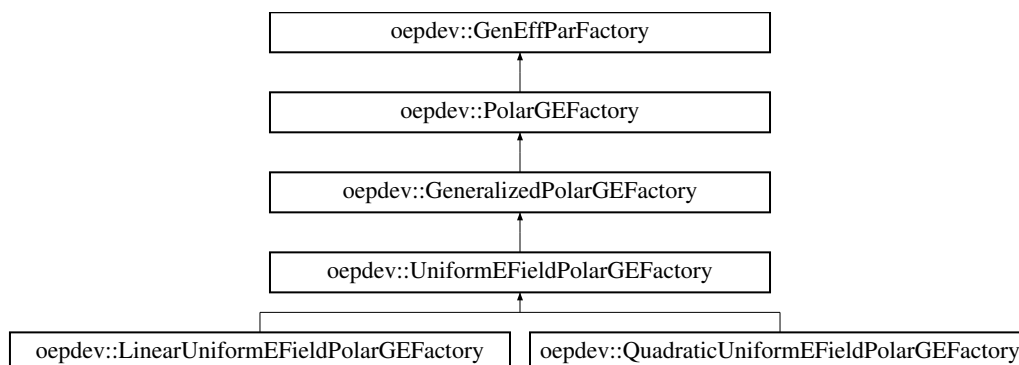 oepdev::GenEffParFactory
oepdev::PolarGEFactory
oepdev::GeneralizedPolarGEFactory
oepdev::UniformEFieldPolarGEFactory
oepdev::LinearUniformEFieldPolarGEFactory
oepdev::QuadraticUniformEFieldPolarGEFactory